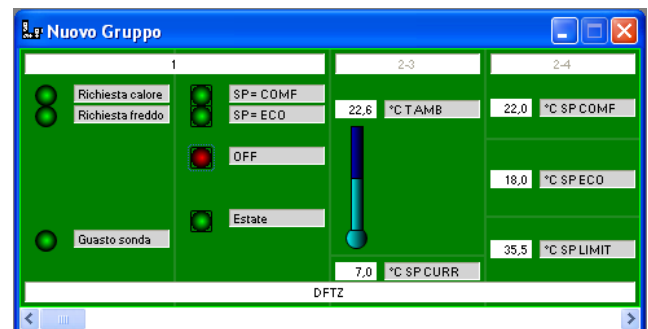 Nuovo Gruppo
1
2-3
2-4
Richiesta calore
Richiesta freddo
SP= COMF
SP= ECO
22,6 °C T AMB
22,0 °C SP COMF
OFF
18,0 °C SP ECO
Estate
Guasto sonda
35,5 °C SP LIMIT
7,0 °C SP CURR
DFTZ